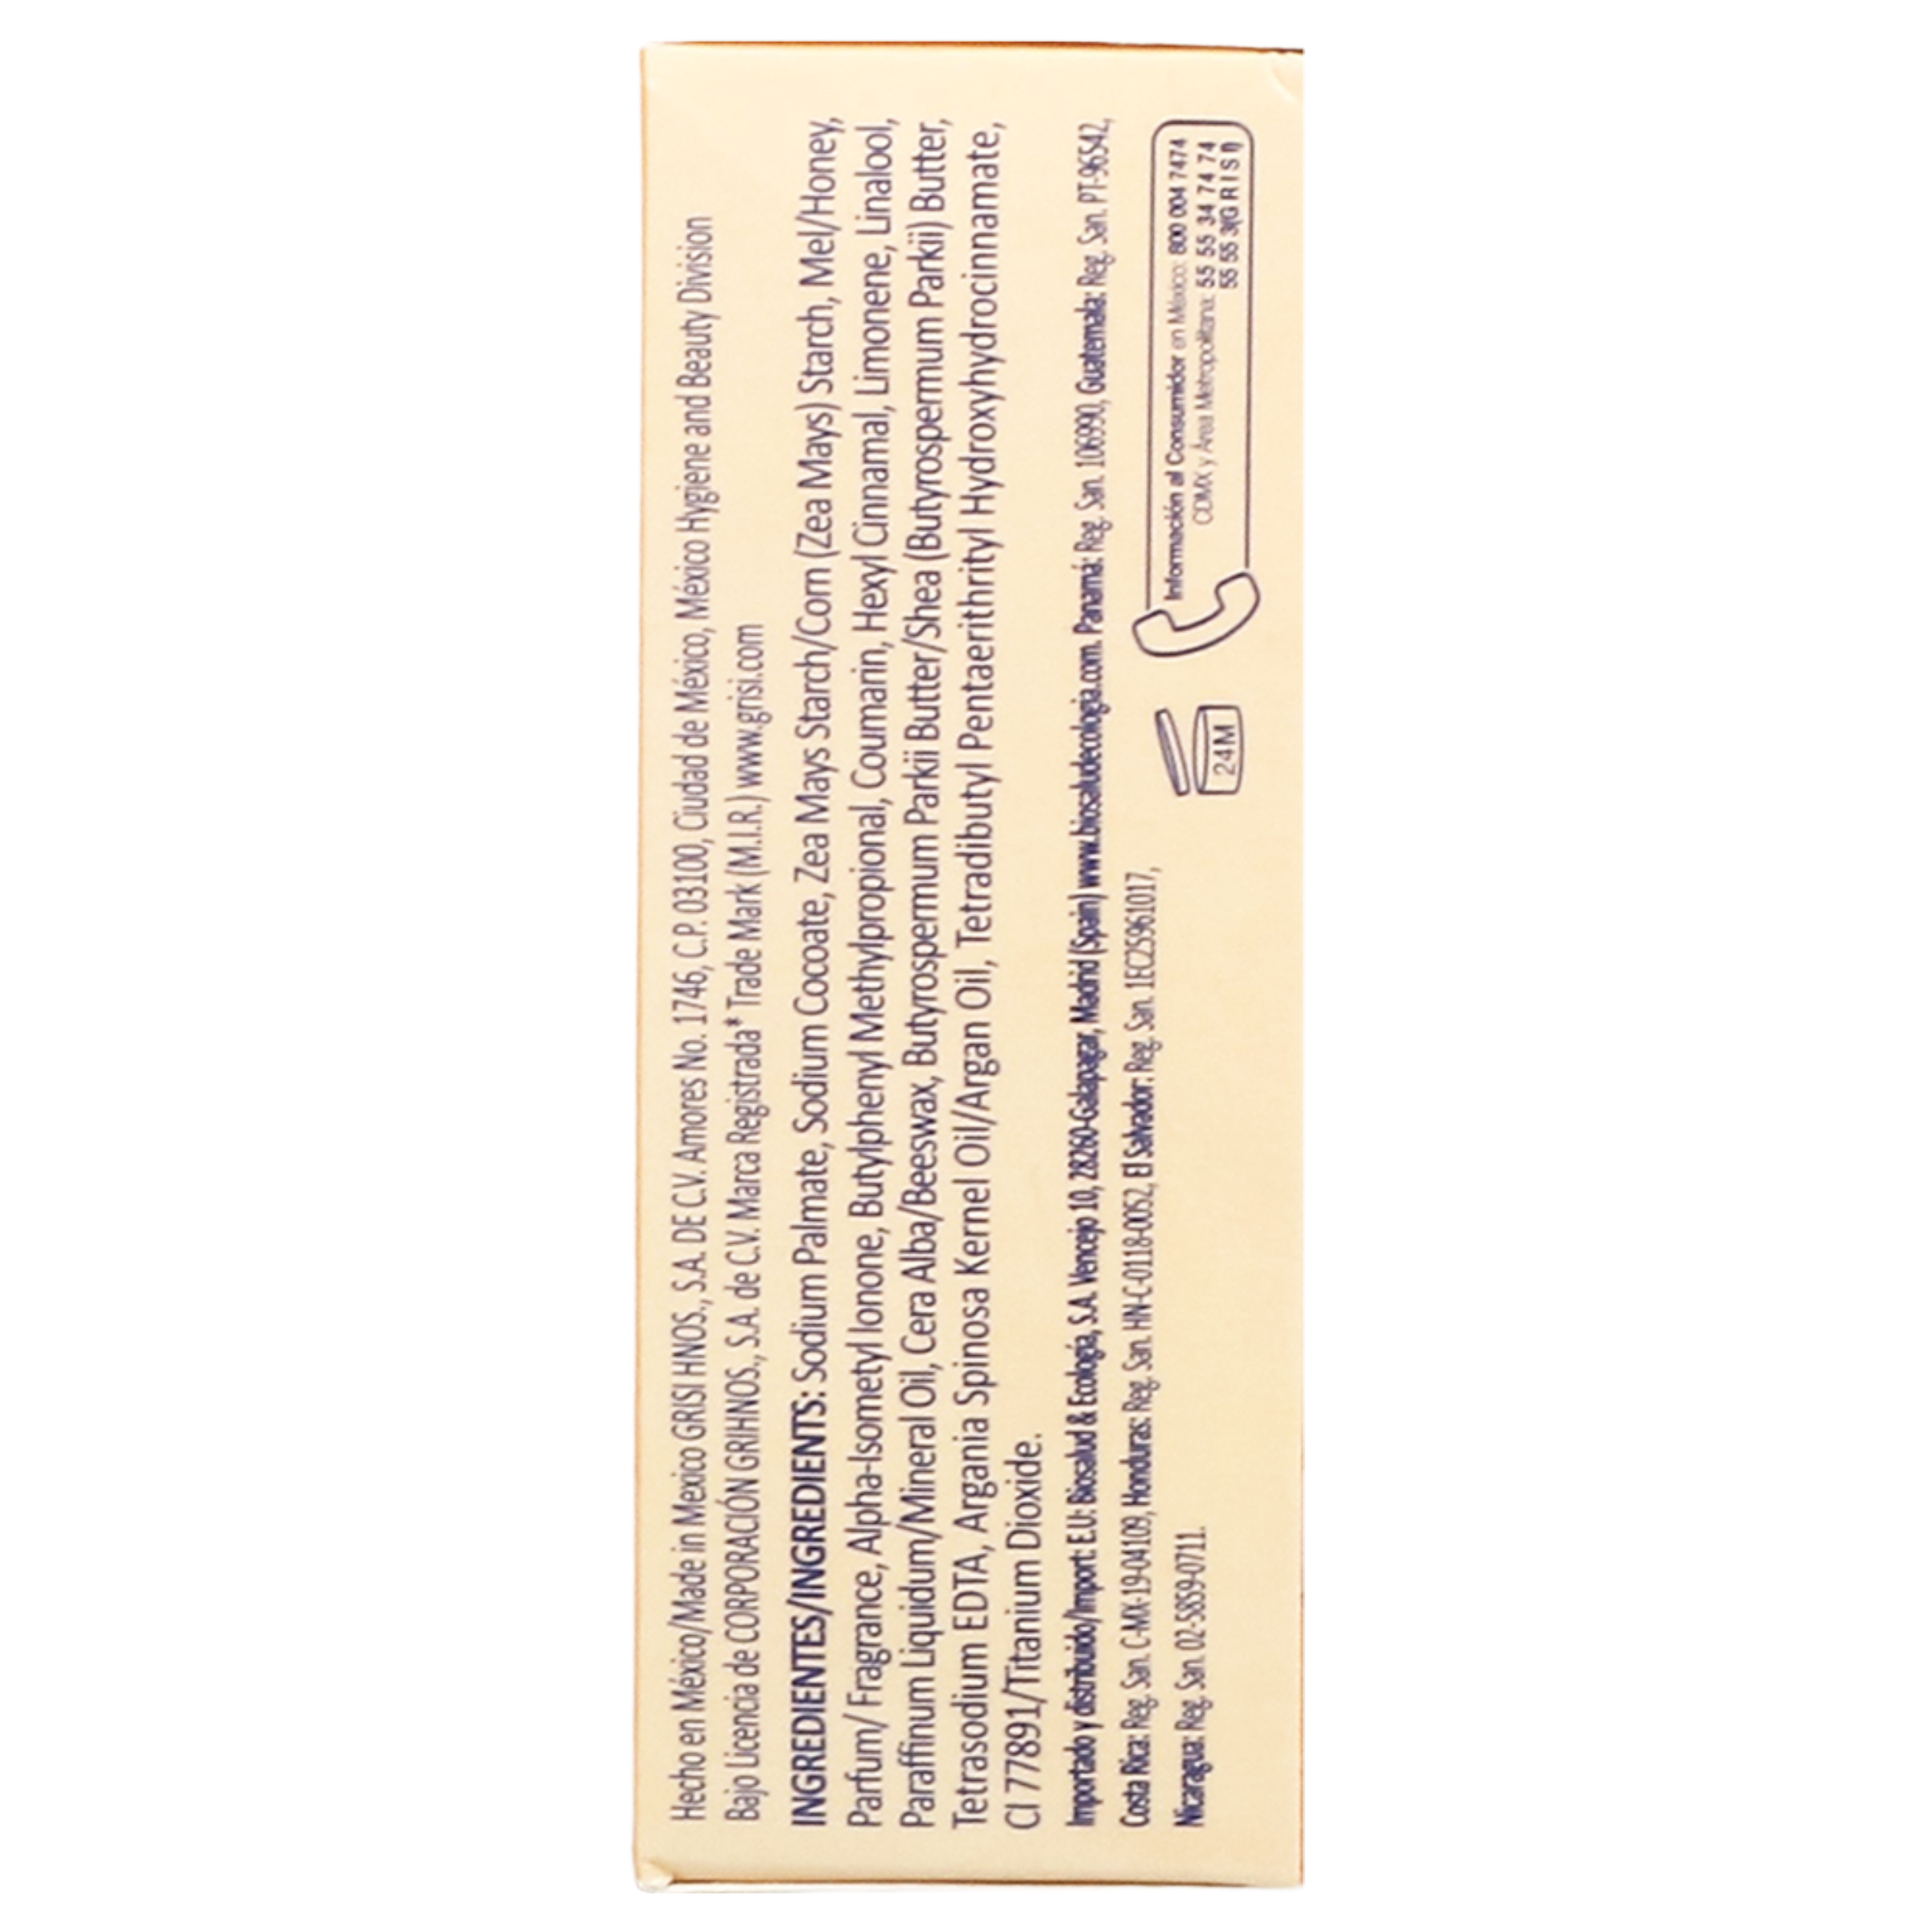 Hecho en México/Made in Mexico GRISI HNOS., S.A. DE C.V. Amores No. 1746, C.P. 03100, Ciudad de México, México Hygiene and Beauty Division
Bajo Licencia de CORPORACIÓN GRIHNOS., S.A. de C.V. Marca Registrada* Trade Mark (M.I.R.) www.grisi.com
INGREDIENTES/INGREDIENTS: Sodium Palmate, Sodium Cocoate, Zea Mays Starch/Corn (Zea Mays) Starch, Mel/Honey,
Parfum/ Fragrance, Alpha-Isometyl Ionone, Butylphenyl Methylpropional, Coumarin, Hexyl Cinnamal, Limonene, Linalool,
Paraffinum Liquidum/Mineral Oil, Cera Alba/Beeswax, Butyrospermum Parkii Butter/Shea (Butyrospermum Parkii) Butter,
Tetrasodium EDTA, Argania Spinosa Kernel Oil/Argan Oil, Tetradibutyl Pentaerithrityl Hydroxyhydrocinnamate,
CI 77891/Titanium Dioxide.
Importado y distribuido/Import: E.U: Biosalud & Ecología, S.A. Vencejo 10, 28260-Galapagar, Madrid (Spain) www.biosaludecologia.com. Panamá: Reg. San. 106990, Guatemala: Reg. San. PT-96542,
Costa Rica: Reg. San. C-MX-19-04109, Honduras: Reg. San. HN-C-0118-0052, El Salvador: Reg. San. 1EC25961017,
Nicaragua: Reg. San. 02-5859-0711.
24M
Información al Consumidor en México: 800 004 7474
CDMX y Área Metropolitana: 55 55 34 74 74
55 55 3(G R I S I)